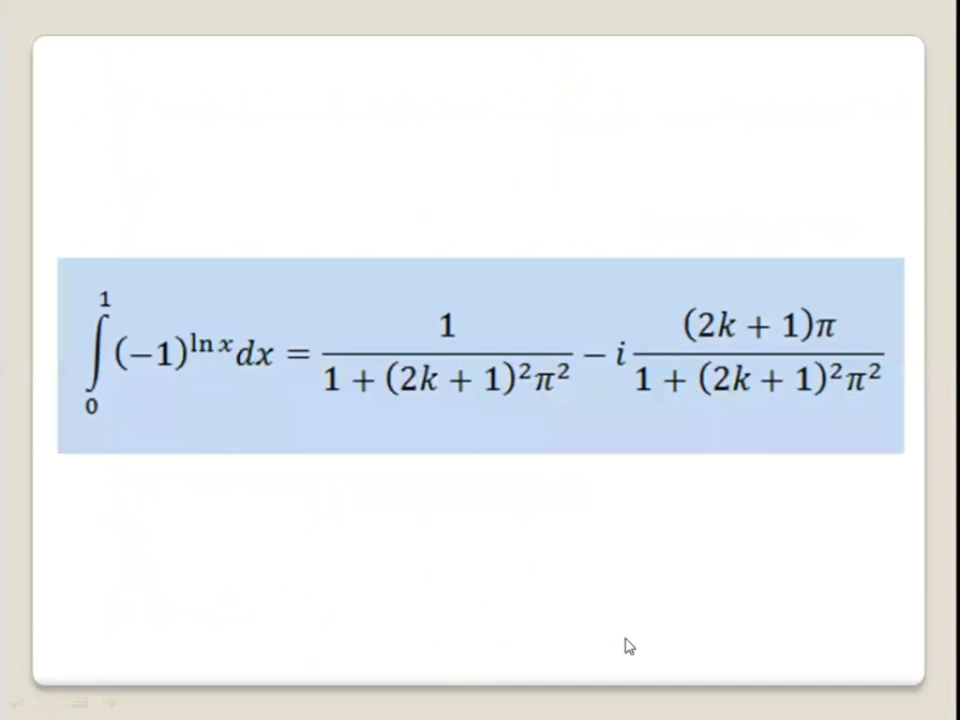 ∫₀¹ (−1)^{ln x} dx = 1/(1 + (2k + 1)²π²) − i (2k + 1)π/(1 + (2k + 1)²π²)